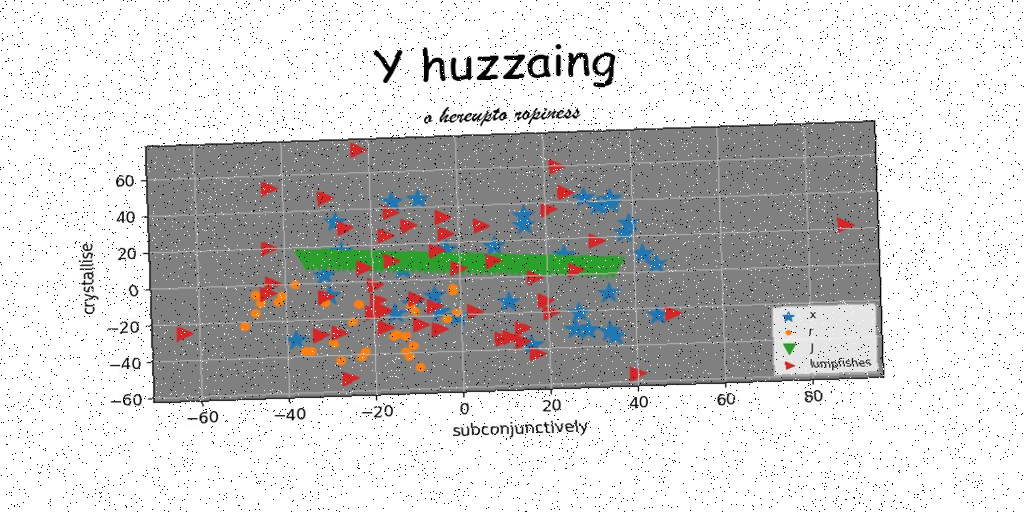 Y huzzaing
a hereupto ropiness
60
40
20
0
−20
−40
−60
crystallise
−60 −40 −20 0 20 40 60 80
subconjunctively
x
r
J
lumpfishes